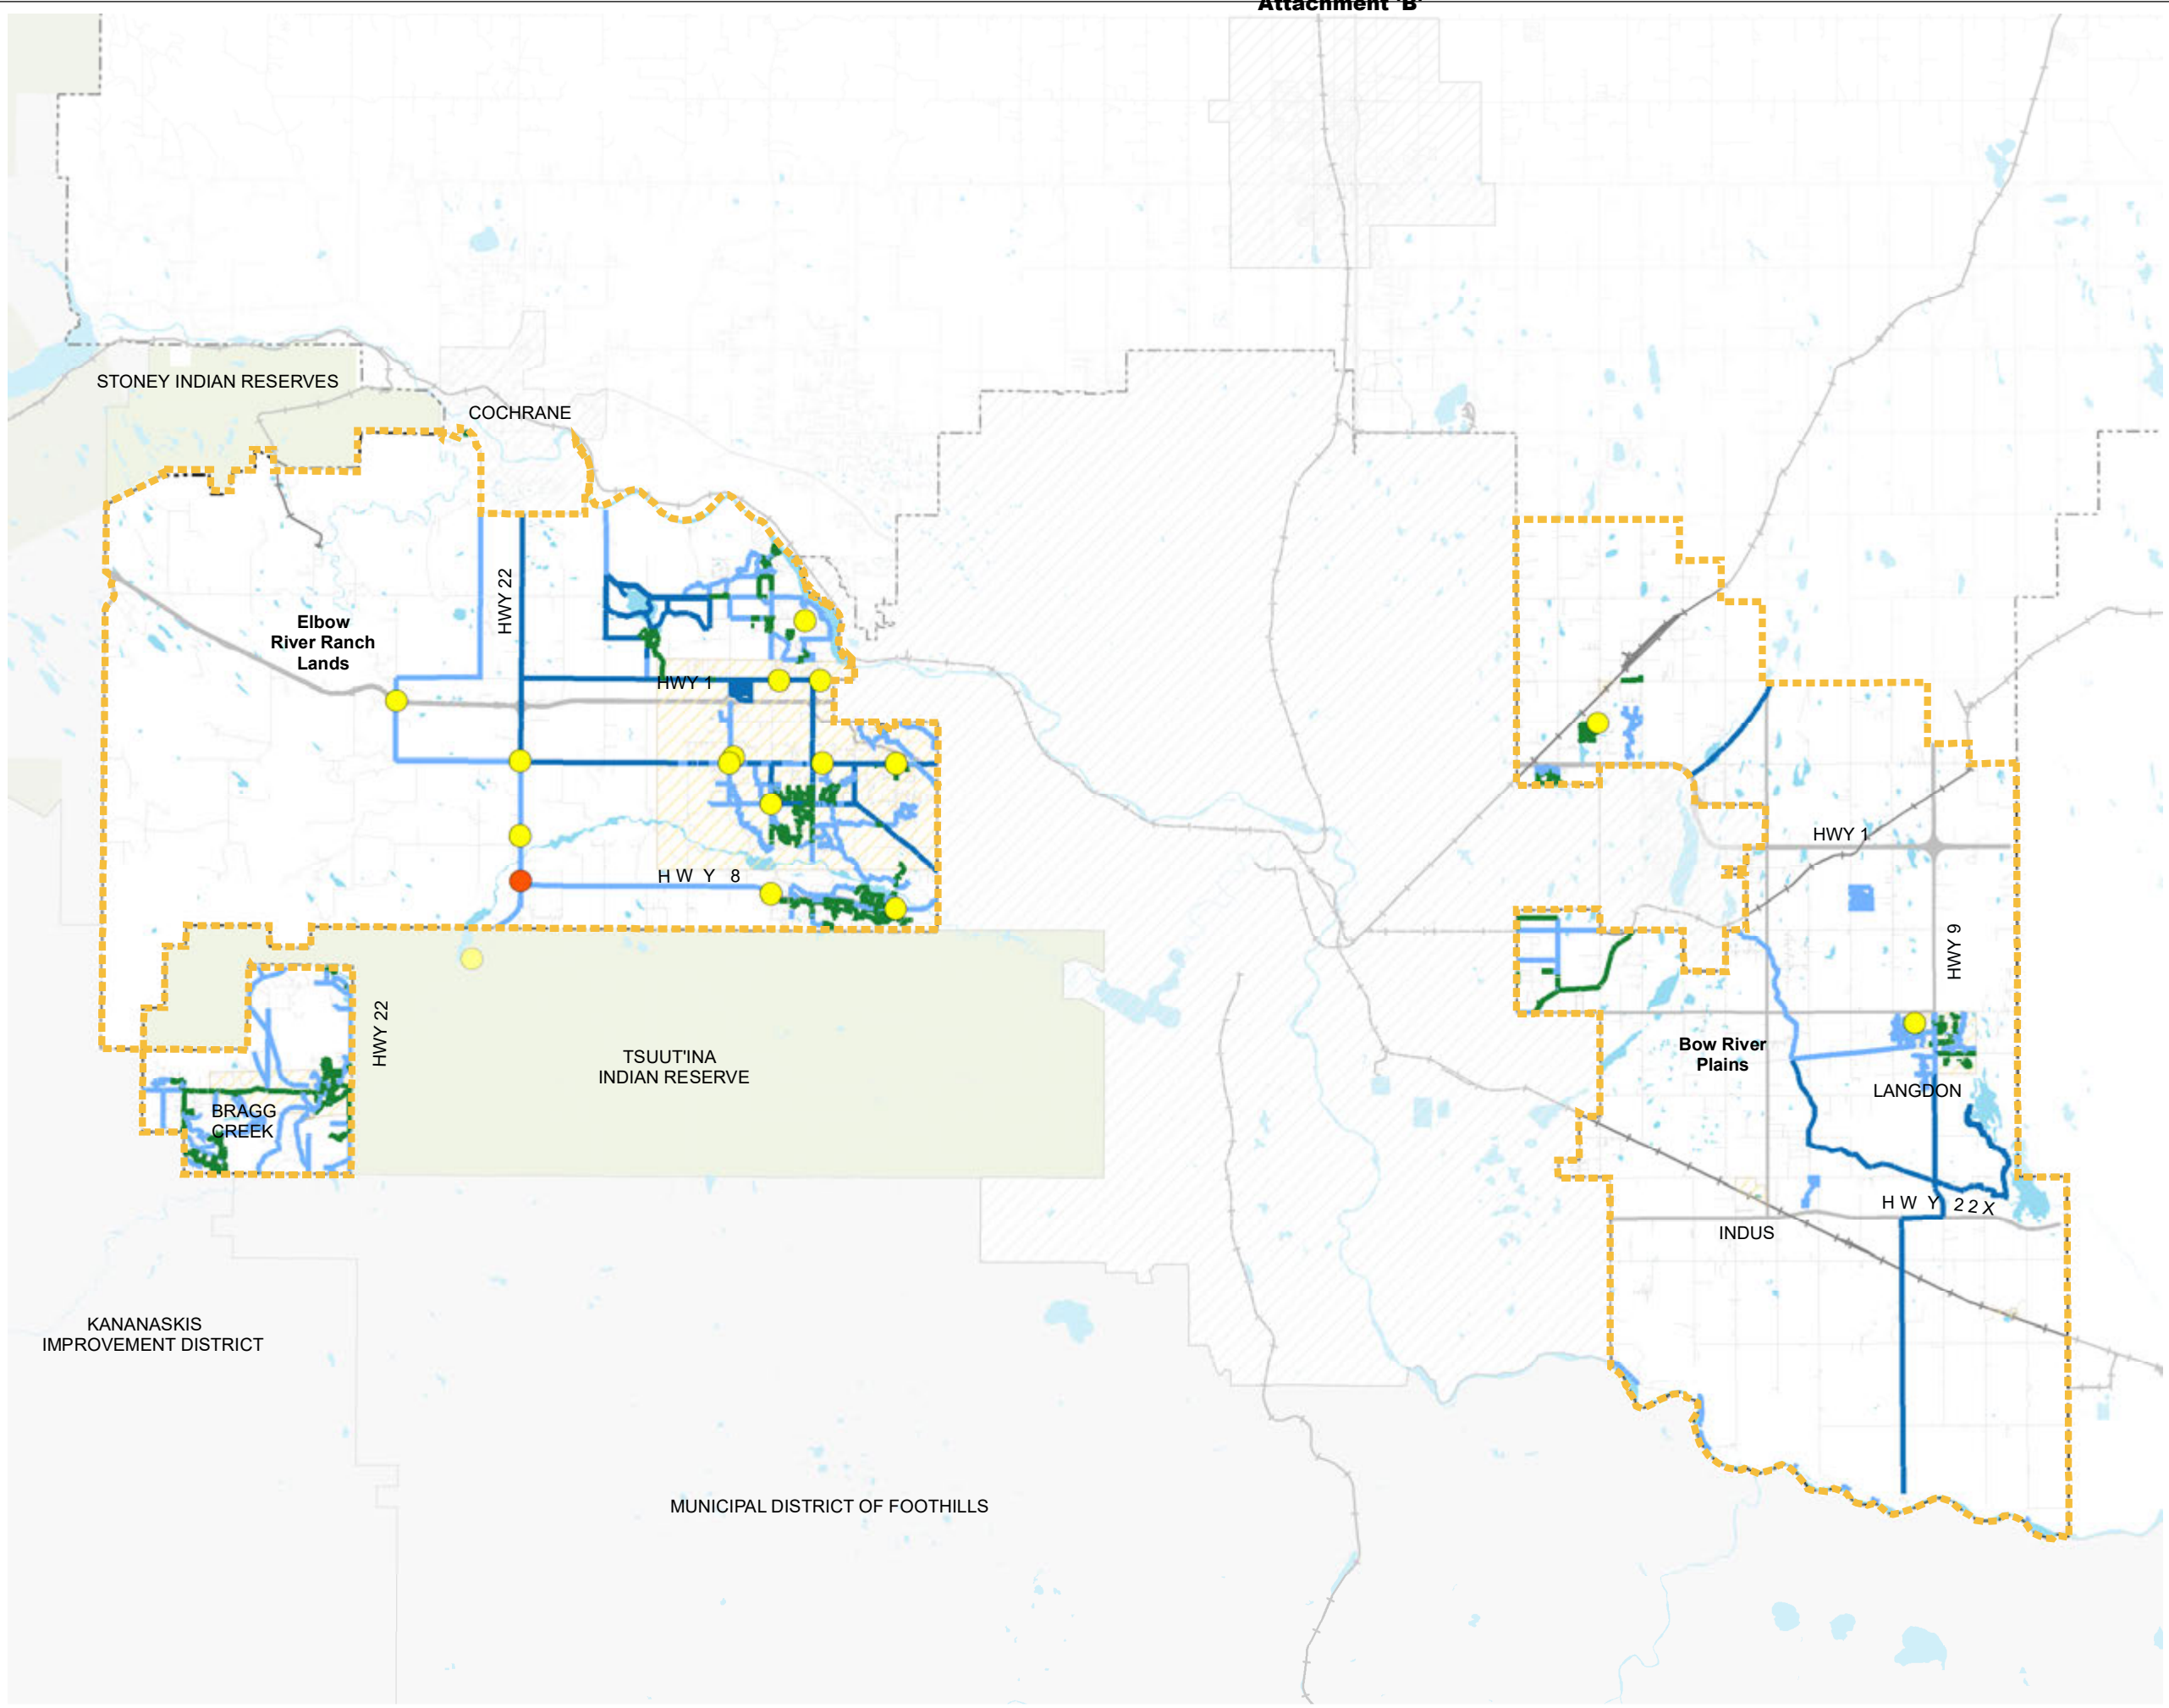 Attachment 'B'
STONEY INDIAN RESERVES
COCHRANE
HWY 22
Elbow
River Ranch
Lands
HWY 1
HWY 1
HWY 8
HWY 9
HWY 22
Bow River
Plains
TSUUT'INA
INDIAN RESERVE
LANGDON
BRAGG
CREEK
HWY 22X
INDUS
KANANASKIS
IMPROVEMENT DISTRICT
MUNICIPAL DISTRICT OF FOOTHILLS